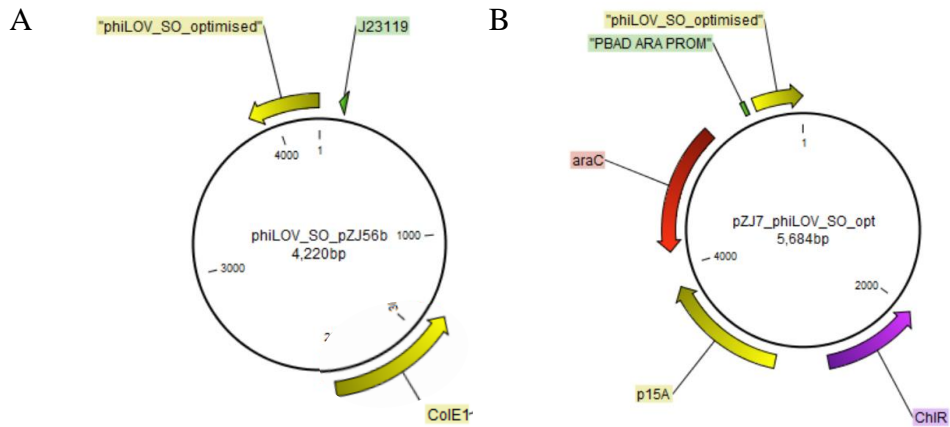 A
"phiLOV_SO_optimised"
J23119
4000
1
phiLOV_SO_pZJ56b
4,220bp
1000
3000
ColE1
B
"phiLOV_SO_optimised"
"PBAD ARA PROM"
1
araC
pZJ7_phiLOV_SO_opt
5,684bp
4000
2000
p15A
ChlR